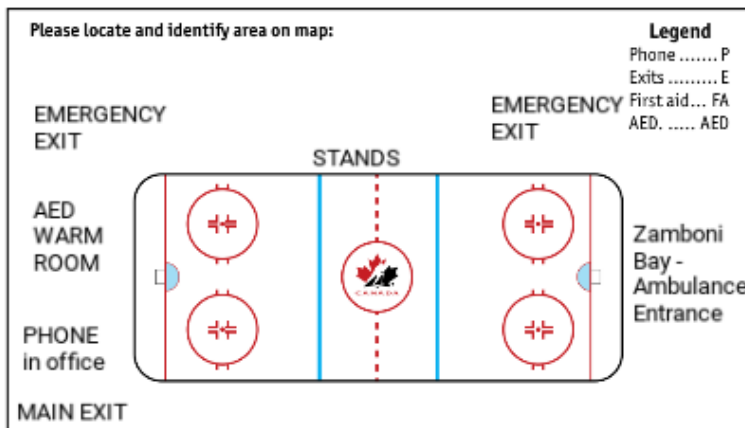 Please locate and identify area on map:
Legend
Phone ....... P
Exits ......... E
First aid... FA
AED. ..... AED
EMERGENCY
EXIT
EMERGENCY
EXIT
STANDS
AED
WARM
ROOM
CANADA
Zamboni
Bay -
Ambulance
Entrance
PHONE
in office
MAIN EXIT